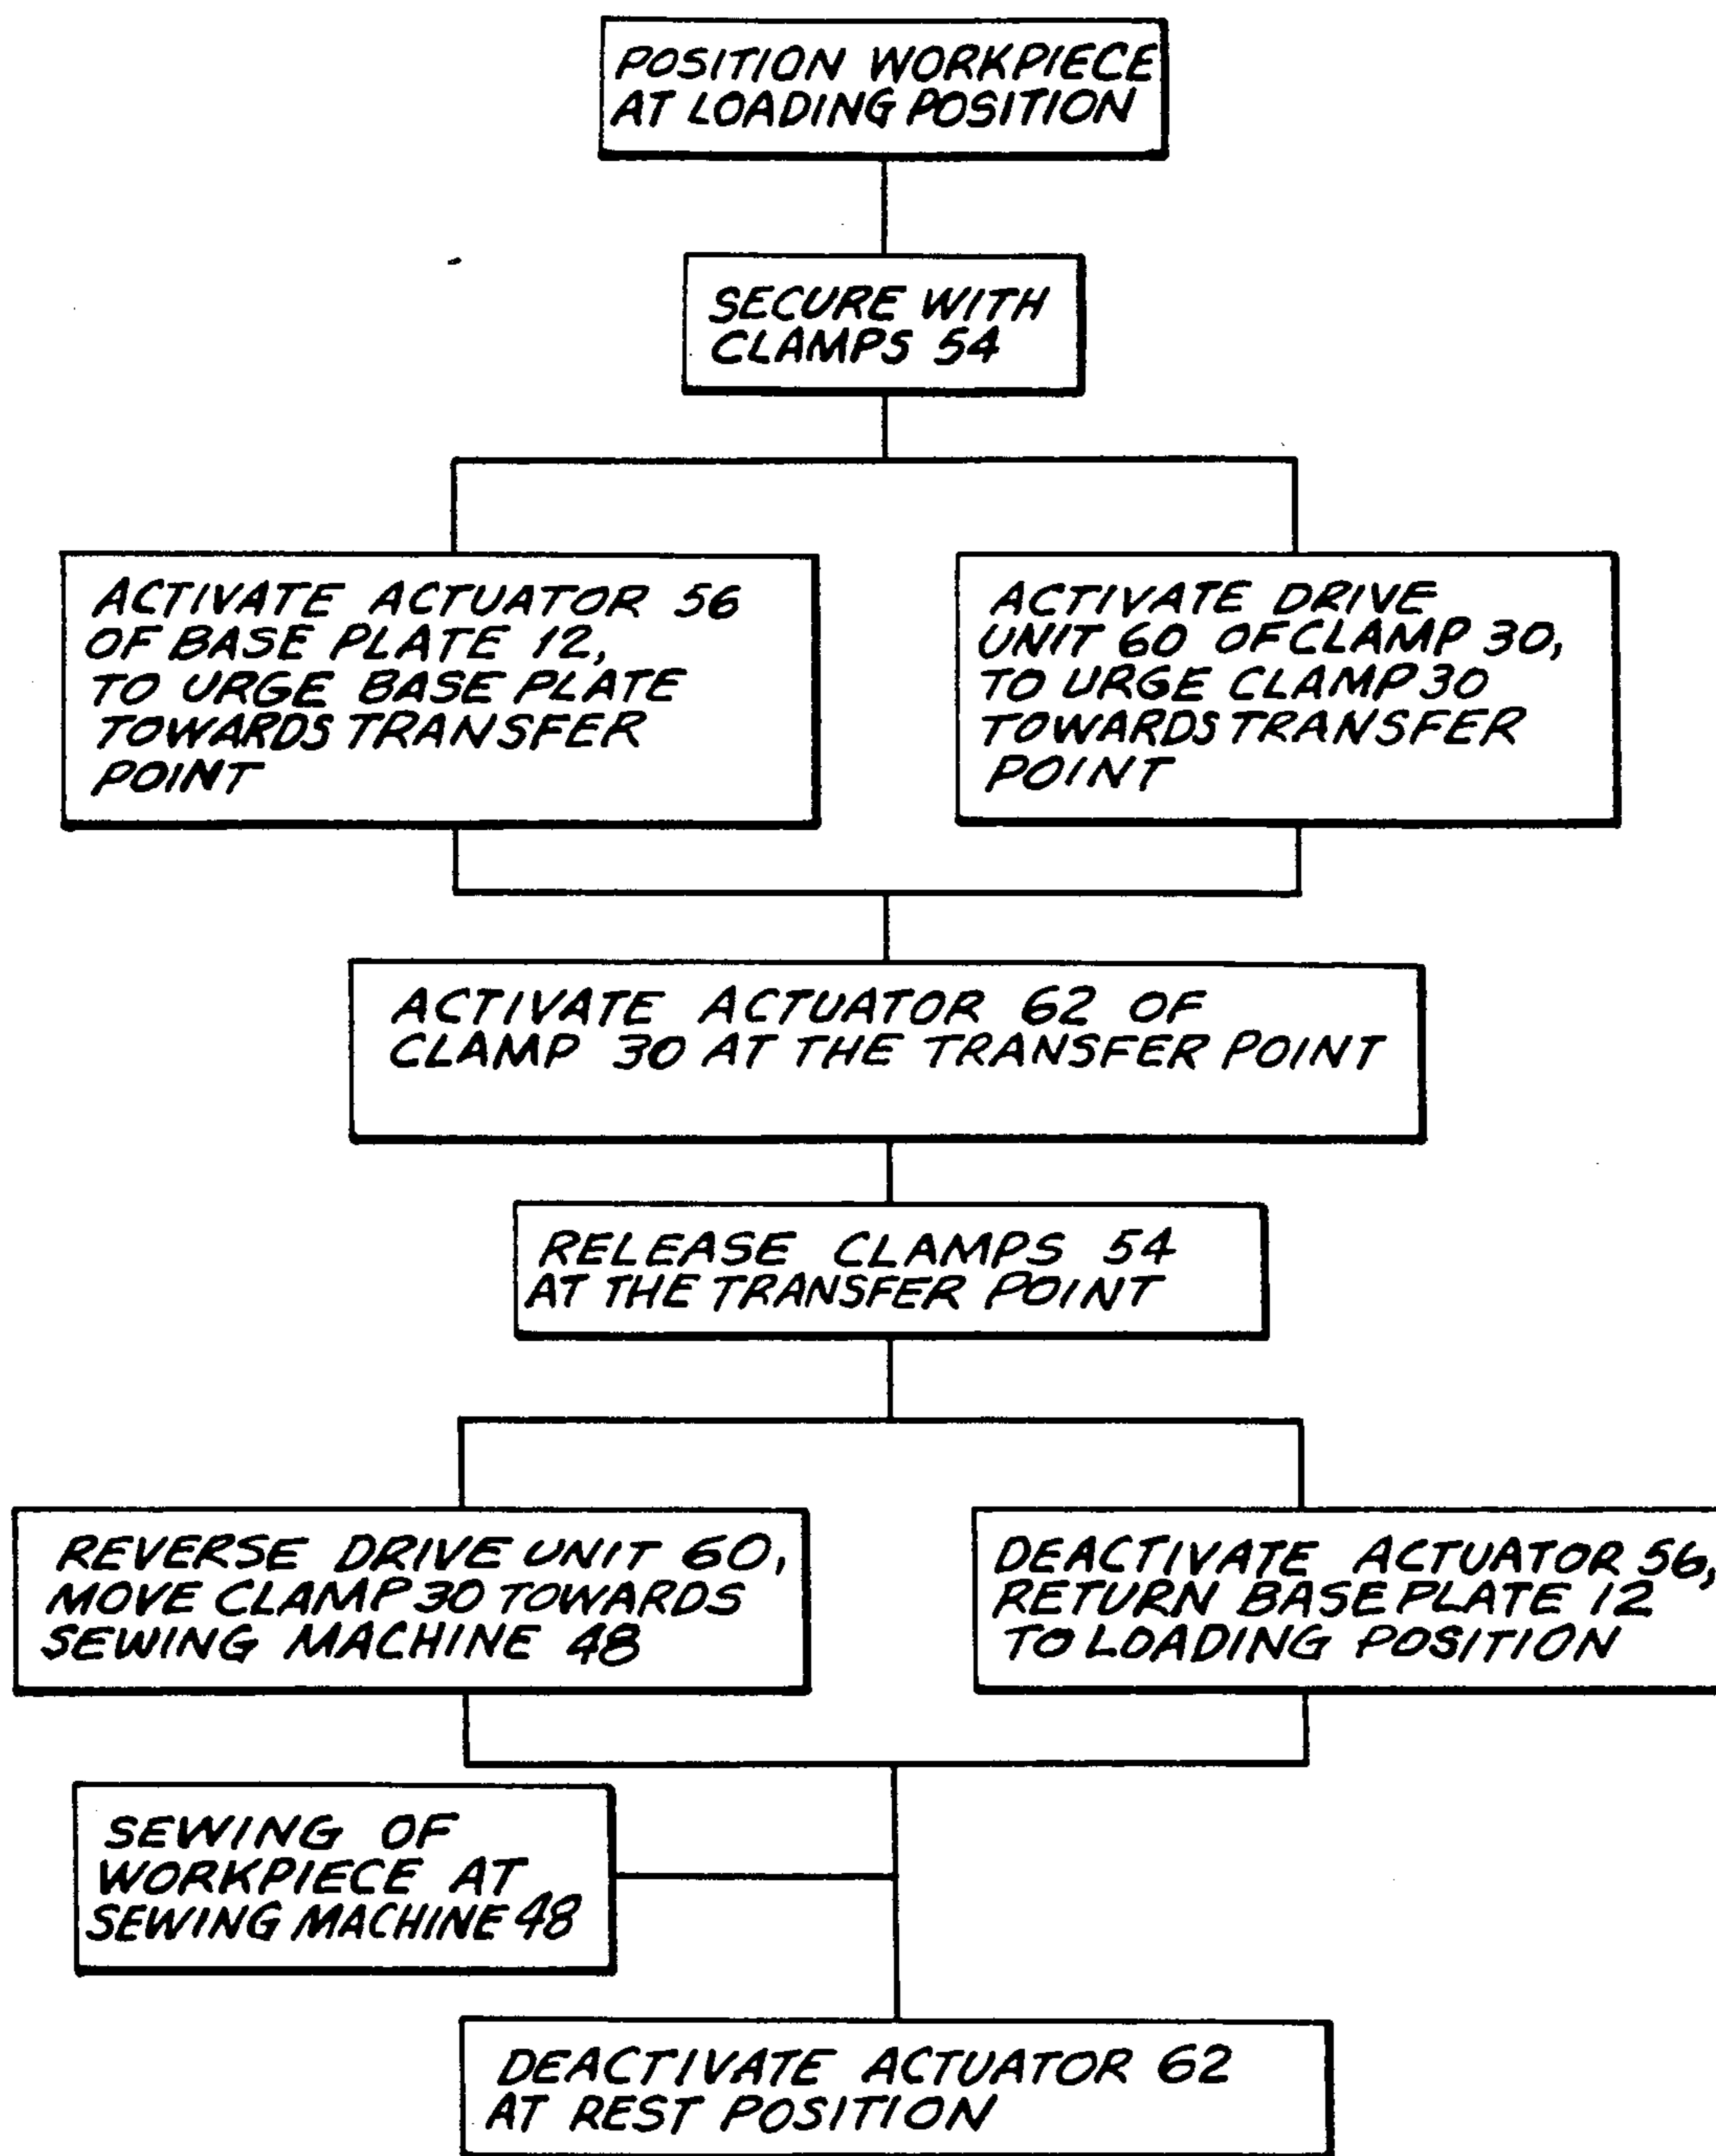 POSITION WORKPIECE
AT LOADING POSITION
SECURE WITH
CLAMPS 54
ACTIVATE ACTUATOR 56
OF BASE PLATE 12,
TO URGE BASE PLATE
TOWARDS TRANSFER
POINT
ACTIVATE DRIVE
UNIT 60 OF CLAMP 30,
TO URGE CLAMP 30
TOWARDS TRANSFER
POINT
ACTIVATE ACTUATOR 62 OF
CLAMP 30 AT THE TRANSFER POINT
RELEASE CLAMPS 54
AT THE TRANSFER POINT
REVERSE DRIVE UNIT 60,
MOVE CLAMP 30 TOWARDS
SEWING MACHINE 48
DEACTIVATE ACTUATOR 56,
RETURN BASE PLATE 12
TO LOADING POSITION
SEWING OF
WORKPIECE AT
SEWING MACHINE 48
DEACTIVATE ACTUATOR 62
AT REST POSITION